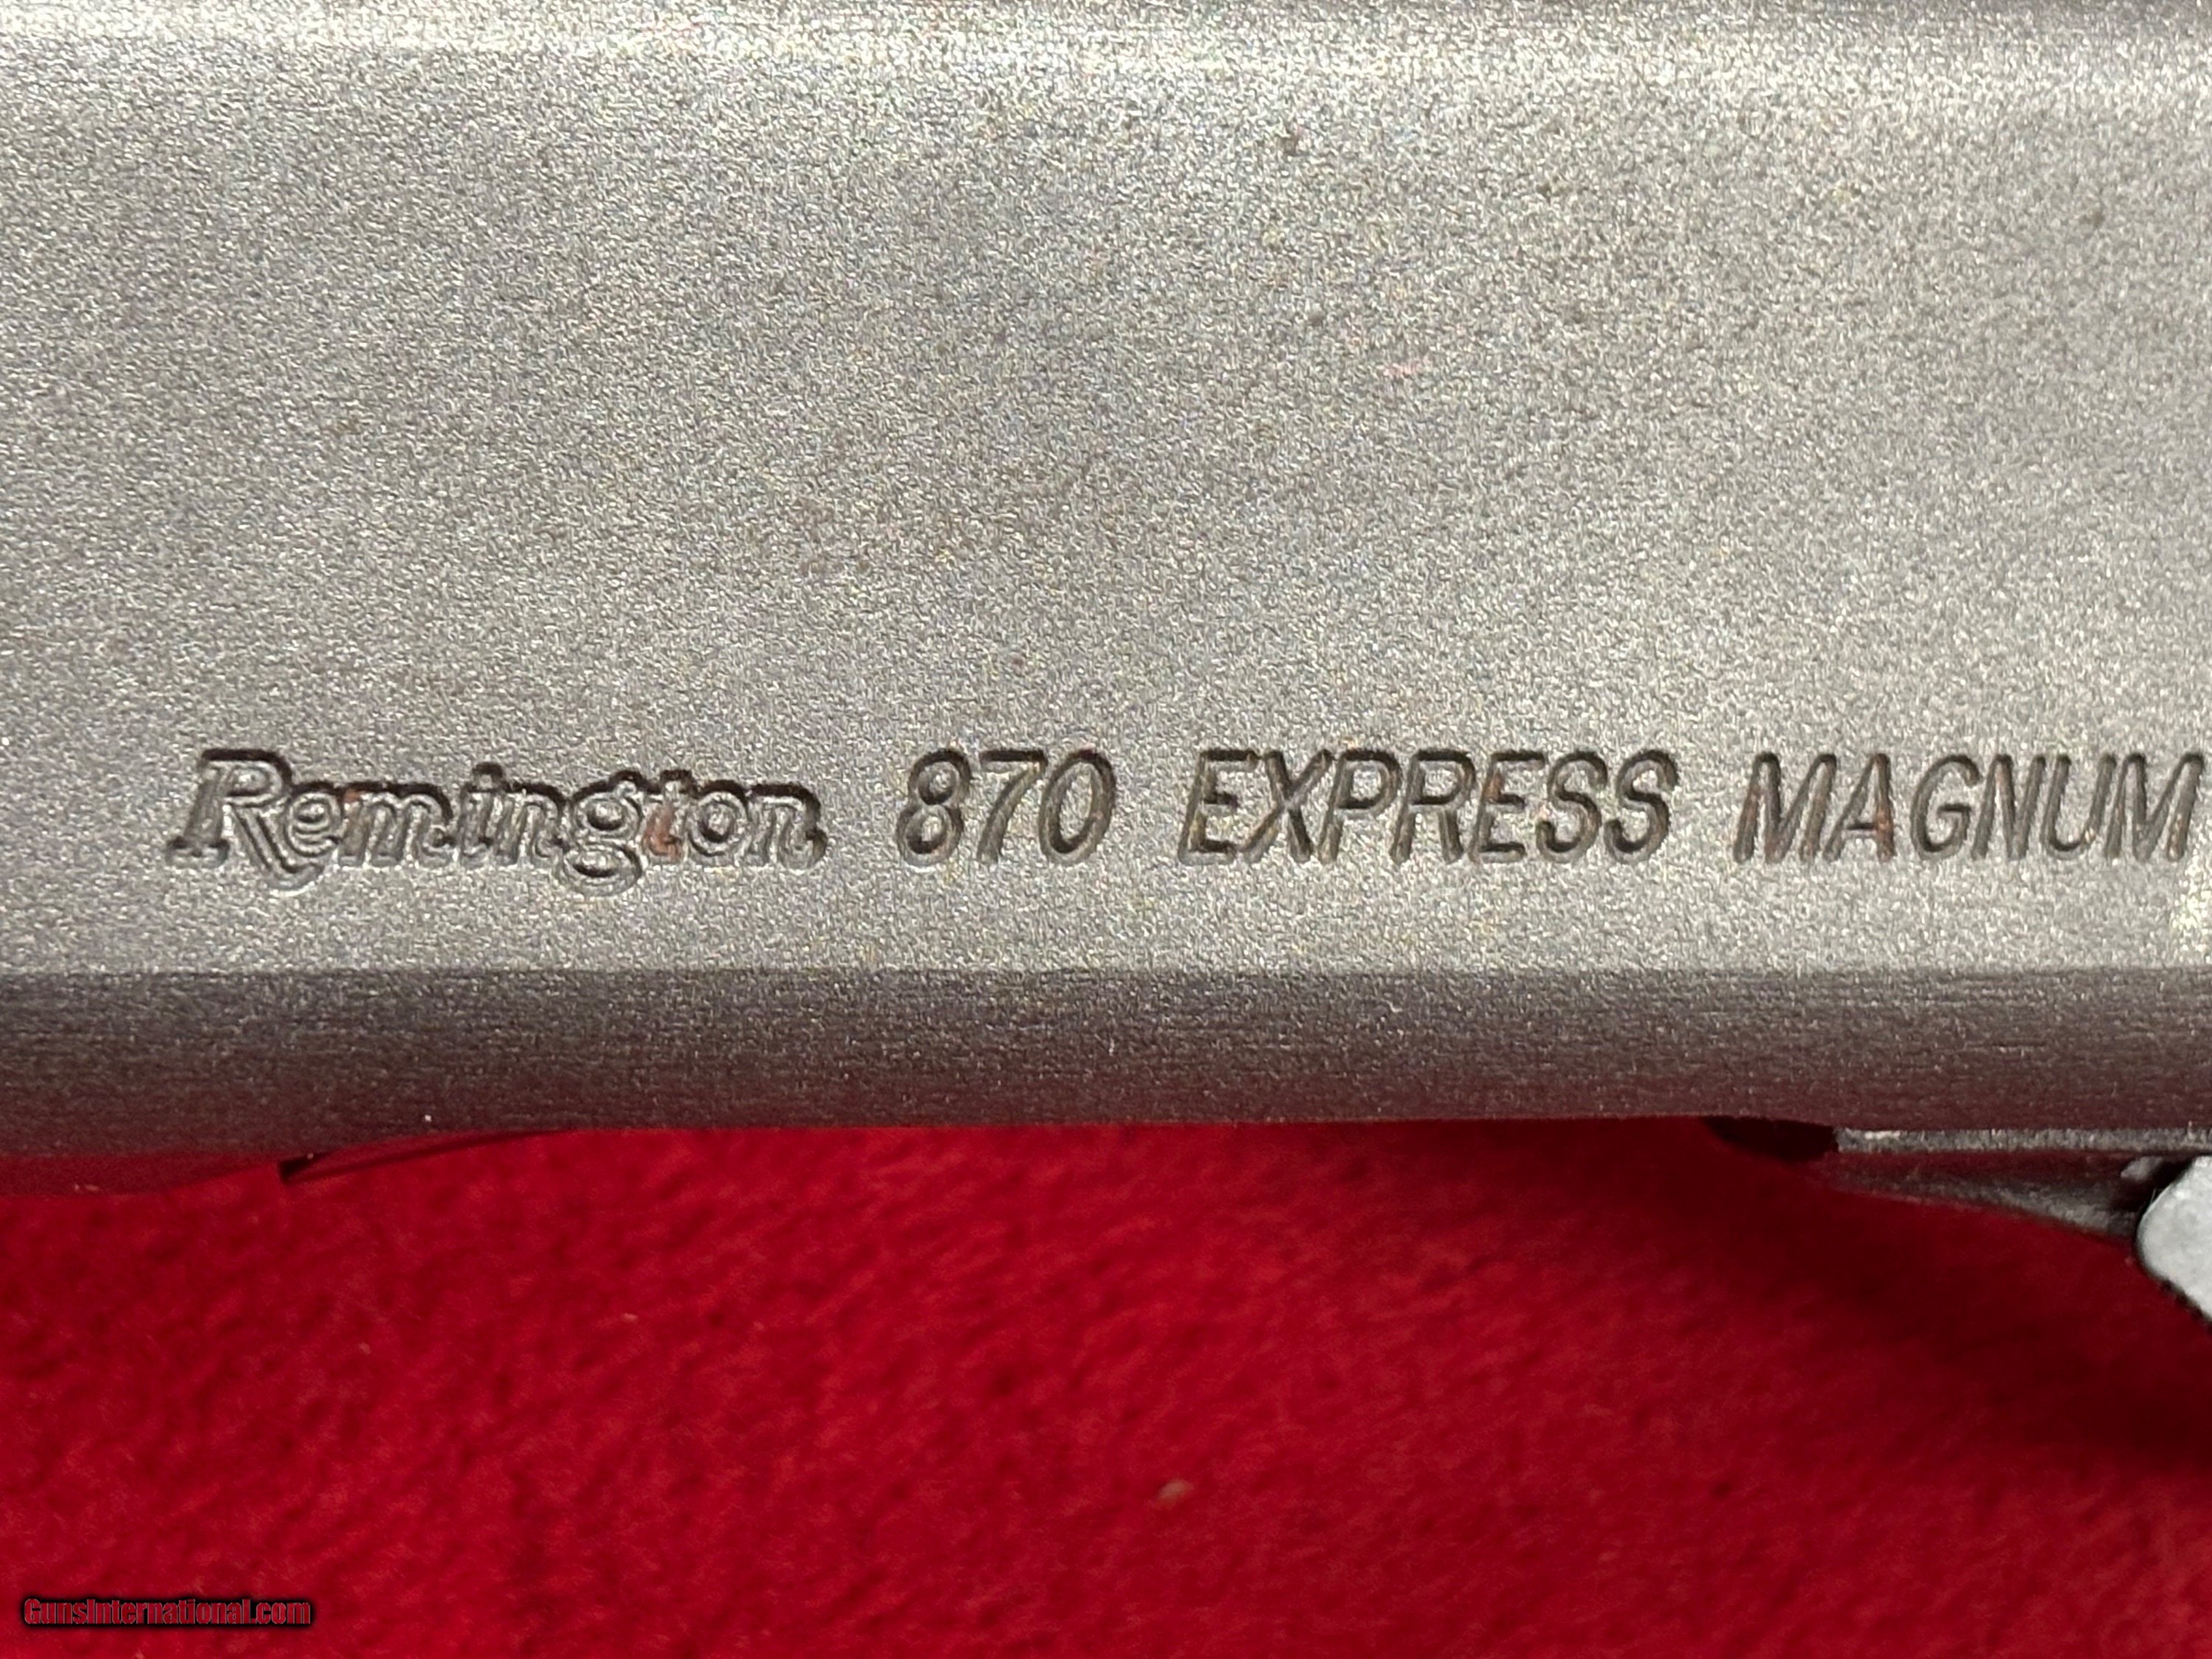 Remington 870 EXPRESS MAGNUM
GunsInternational.com